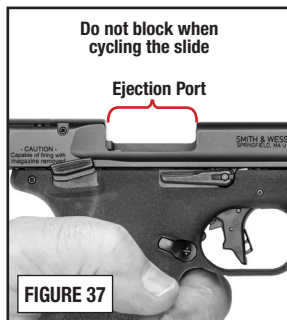 Do not block when
cycling the slide
Ejection Port
- CAUTION -
Capable of firing with
magazine removed
SMITH & WESS
SPRINGFIELD, MA U
FIGURE 37